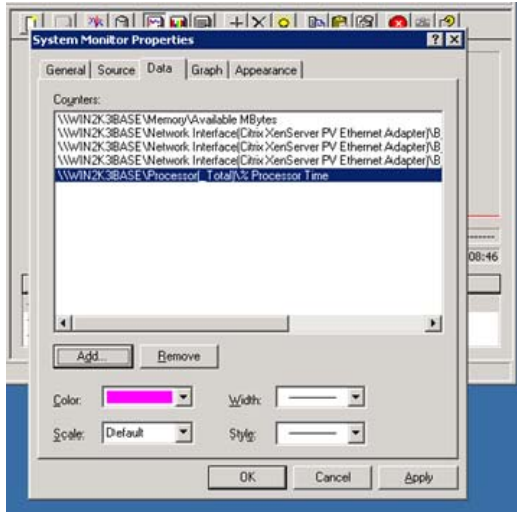 System Monitor Properties
General Source Data Graph Appearance
Counters:
\\WIN2K3BASE\Memory\Available MBytes
\\WIN2K3BASE\Network Interface(Citrix XenServer PV Ethernet Adapter)\B
\\WIN2K3BASE\Network Interface(Citrix XenServer PV Ethernet Adapter)\B
\\WIN2K3BASE\Network Interface(Citrix XenServer PV Ethernet Adapter)\B
\\WIN2K3BASE\Processor(_Total)\% Processor Time
08:46
Add... Remove
Color: Width:
Scale: Default Style:
OK Cancel Apply